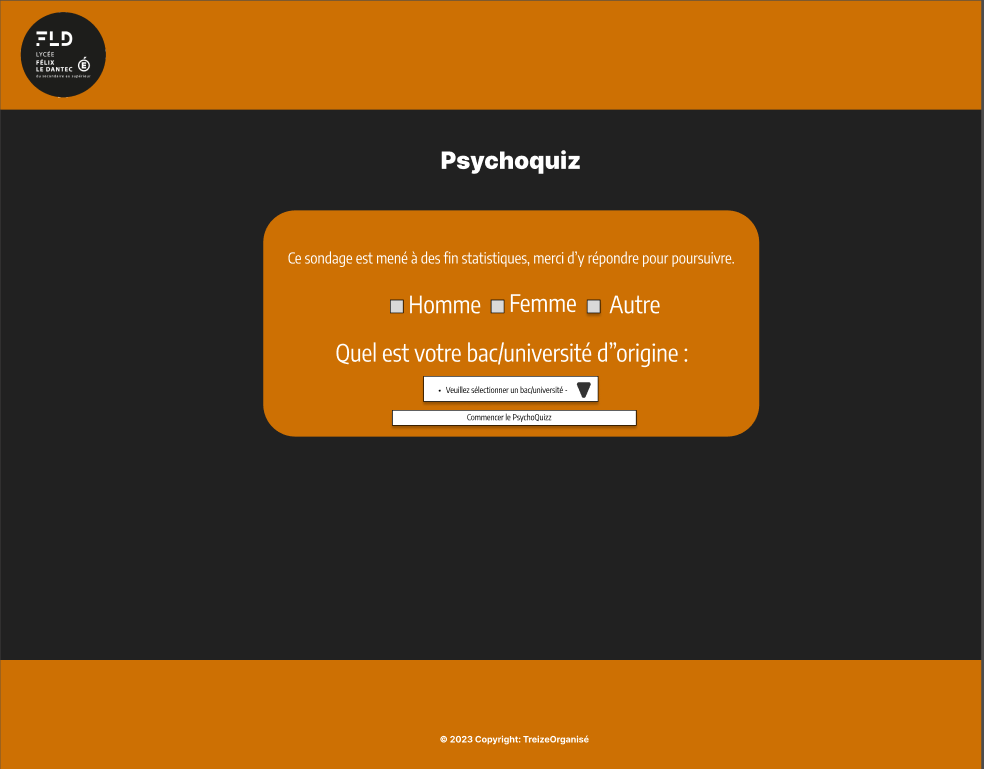 FLD
LYCÉE
FÉLIX
LE DANTEC É
du secondaire au supérieur
Psychoquiz
Ce sondage est mené à des fin statistiques, merci d'y répondre pour poursuivre.
Homme Femme Autre
Quel est votre bac/université d”origine :
• Veuillez sélectionner un bac/université -
Commencer le PsychoQuizz
© 2023 Copyright: TreizeOrganisé